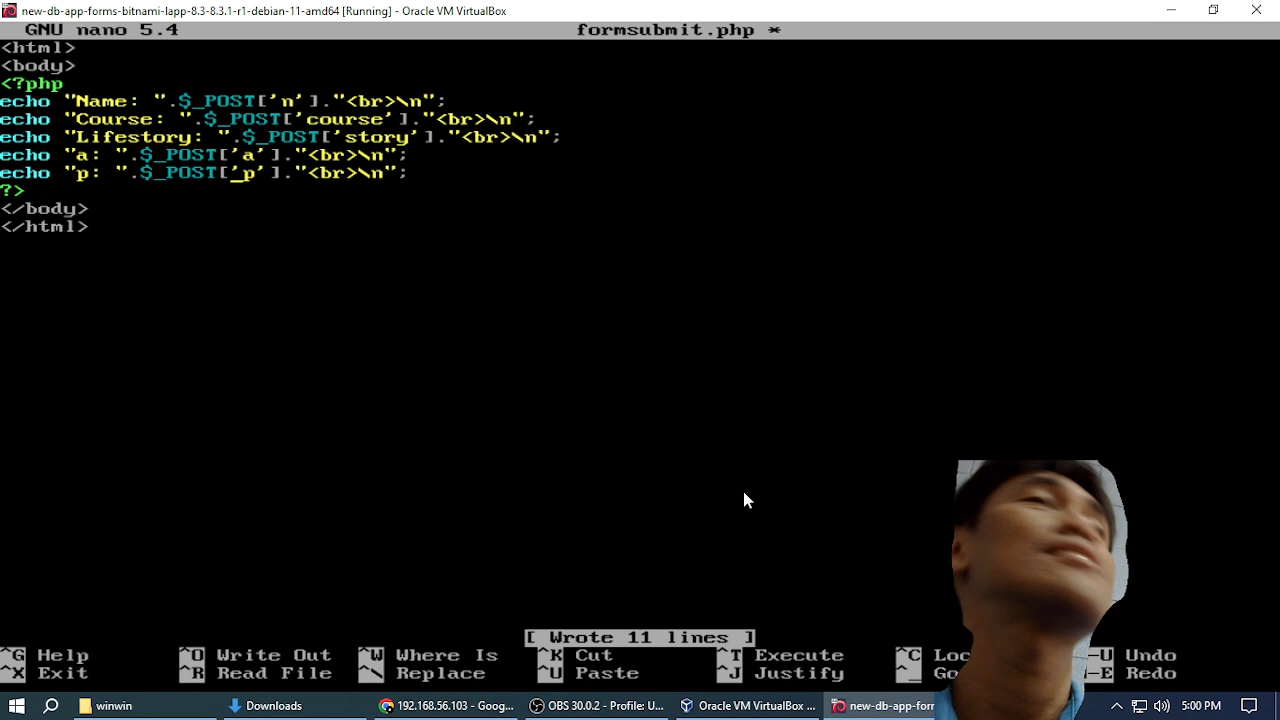 new-db-app-forms-bitnami-lapp-8.3-8.3.1-r1-debian-11-amd64 [Running] - Oracle VM VirtualBox
GNU nano 5.4 formsubmit.php *
<html>
<body>
<?php
echo "Name: ".$_POST['n']."<br>\n";
echo "Course: ".$_POST['course']."<br>\n";
echo "Lifestory: ".$_POST['story']."<br>\n";
echo "a: ".$_POST['a']."<br>\n";
echo "p: ".$_POST['p']."<br>\n";
?>
</body>
</html>
[ Wrote 11 lines ]
^G Help ^O Write Out ^W Where Is ^K Cut ^T Execute ^C Loc -U Undo
^X Exit ^R Read File ^\ Replace ^U Paste ^J Justify ^_ Go -E Redo
winwin Downloads 192.168.56.103 - Goog... OBS 30.0.2 - Profile: U... Oracle VM VirtualBox ... new-db-app-form 5:00 PM